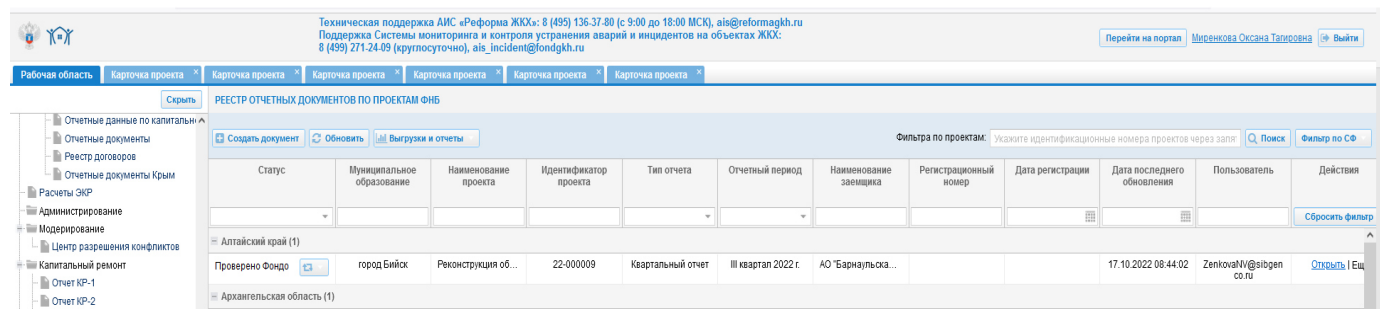 Техническая поддержка АИС «Реформа ЖКХ»: 8 (495) 136-37-80 (с 9:00 до 18:00 МСК), ais@reformagkh.ru
Поддержка Системы мониторинга и контроля устранения аварий и инцидентов на объектах ЖКХ:
8 (499) 271-24-09 (круглосуточно), ais_incident@fondgkh.ru
Перейти на портал Миренкова Оксана Тагировна Выйти
Рабочая область Карточка проекта Карточка проекта Карточка проекта Карточка проекта Карточка проекта Карточка проекта
Скрыть РЕЕСТР ОТЧЕТНЫХ ДОКУМЕНТОВ ПО ПРОЕКТАМ ФНБ
Отчетные данные по капитальн
Отчетные документы
Реестр договоров
Отчетные документы Крым
Расчеты ЭКР
Администрирование
Модерирование
Центр разрешения конфликтов
Капитальный ремонт
Отчет КР-1
Отчет КР-2
Создать документ Обновить Выгрузки и отчеты Фильтра по проектам: Укажите идентификационные номера проектов через запят Поиск Фильтр по СФ
Статус Муниципальное образование Наименование проекта Идентификатор проекта Тип отчета Отчетный период Наименование заемщика Регистрационный номер Дата регистрации Дата последнего обновления Пользователь Действия
Сбросить фильтр
Алтайский край (1)
Проверено Фондо город Бийск Реконструкция об... 22-000009 Квартальный отчет III квартал 2022 г. АО "Барнаульска... 17.10.2022 08:44:02 ZenkovaNV@sibgenco.ru Открыть | Ещ
Архангельская область (1)